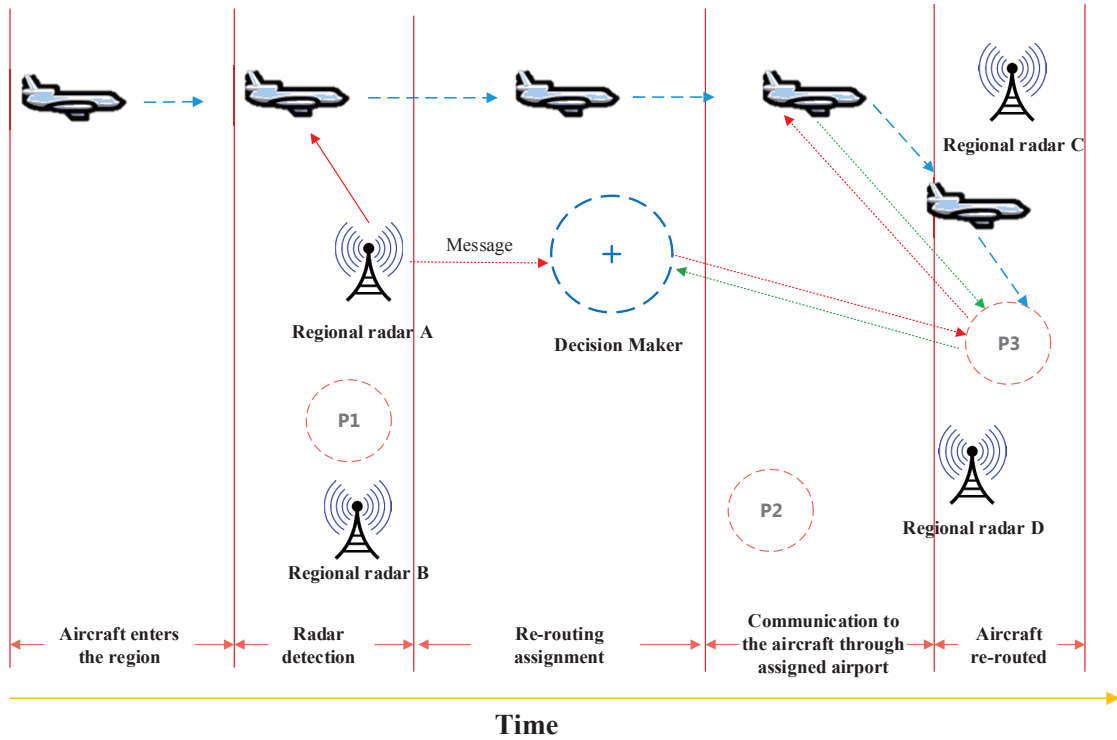 Regional radar C
Message
Regional radar A
Decision Maker
P3
P1
P2
Regional radar D
Regional radar B
Aircraft enters
the region
Radar
detection
Re-routing
assignment
Communication to
the aircraft through
assigned airport
Aircraft
re-routed
Time